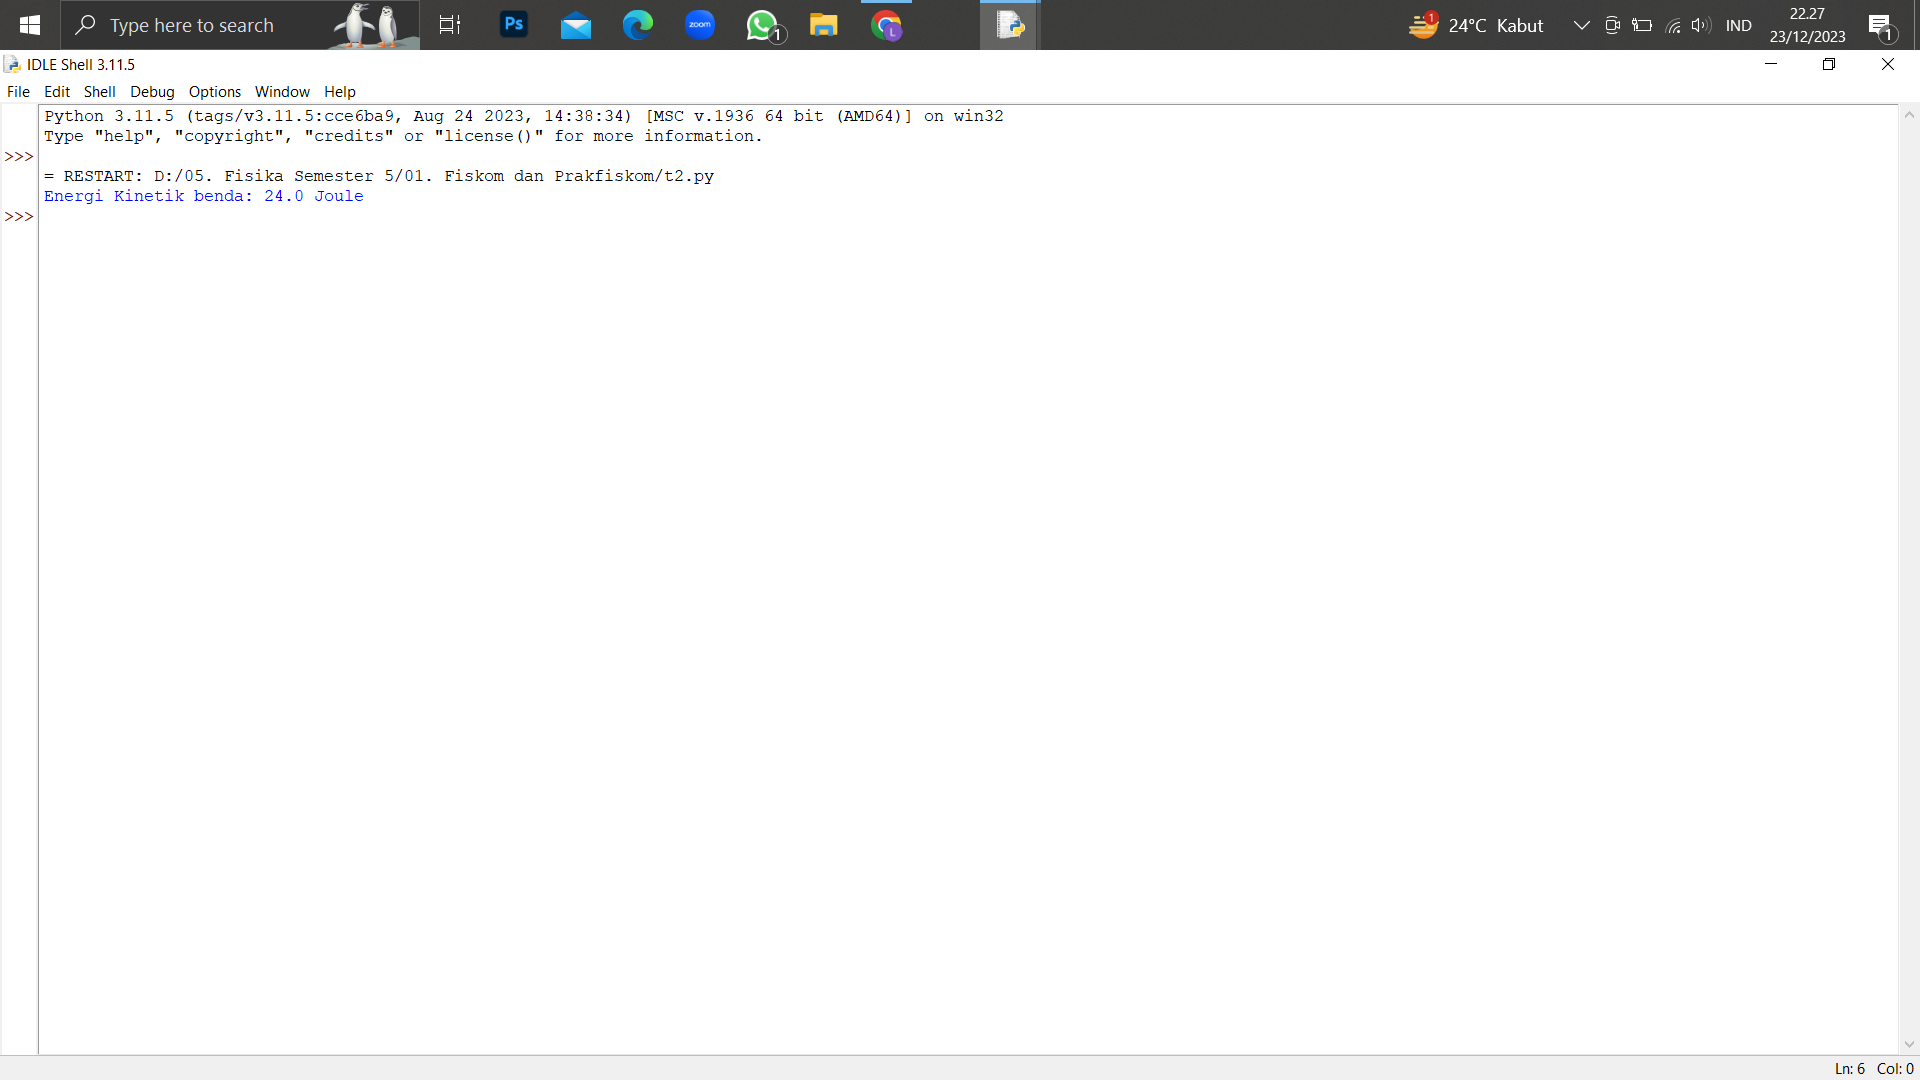 Type here to search
Ps
zoom
1
L
1
24°C Kabut
IND
22.27
23/12/2023
1
IDLE Shell 3.11.5
File Edit Shell Debug Options Window Help
Python 3.11.5 (tags/v3.11.5:cce6ba9, Aug 24 2023, 14:38:34) [MSC v.1936 64 bit (AMD64)] on win32
Type "help", "copyright", "credits" or "license()" for more information.
>>>
= RESTART: D:/05. Fisika Semester 5/01. Fiskom dan Prakfiskom/t2.py
Energi Kinetik benda: 24.0 Joule
>>>
Ln: 6 Col: 0